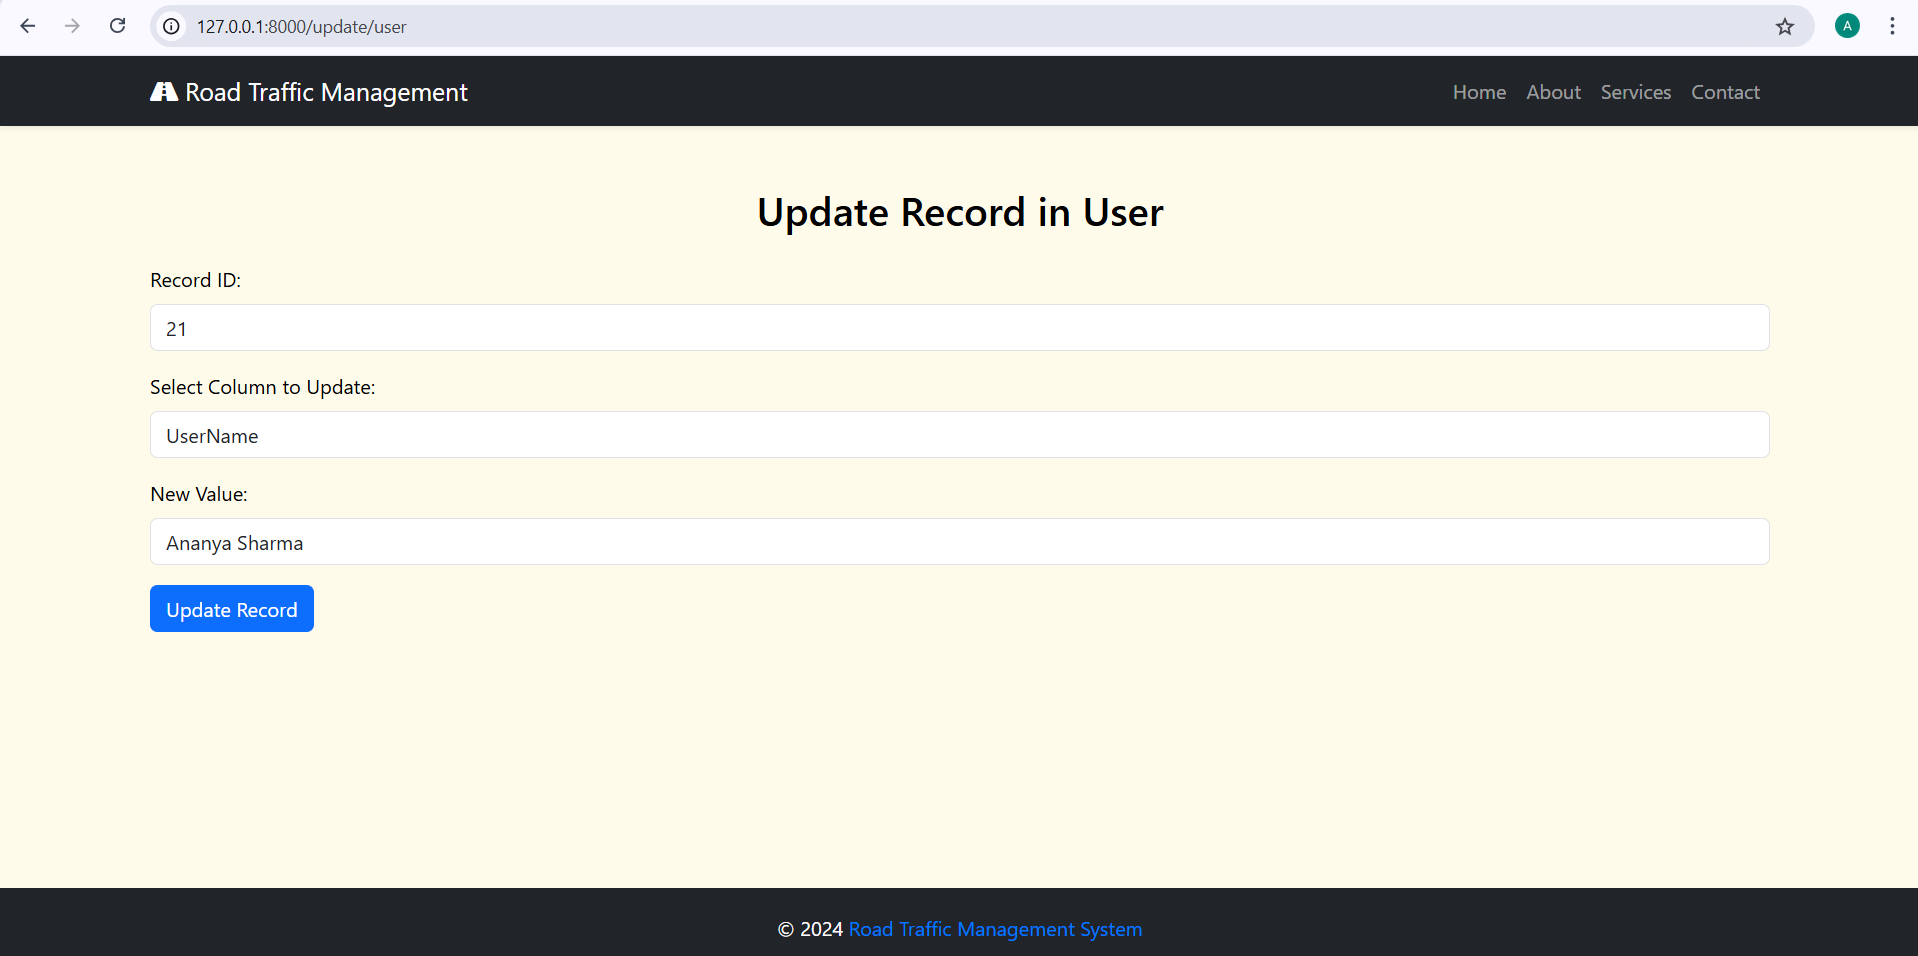 127.0.0.1:8000/update/user
A
Road Traffic Management
Home About Services Contact
Update Record in User
Record ID:
21
Select Column to Update:
UserName
New Value:
Ananya Sharma
Update Record
© 2024 Road Traffic Management System